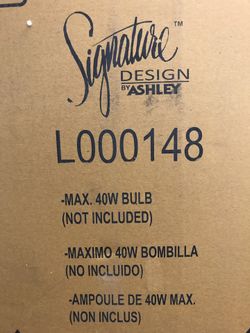 Signature™
DESIGN
BY ASHLEY
L000148
-MAX. 40W BULB
(NOT INCLUDED)
-MAXIMO 40W BOMBILLA
(NO INCLUIDO)
-AMPOULE DE 40W MAX.
(NON INCLUS)